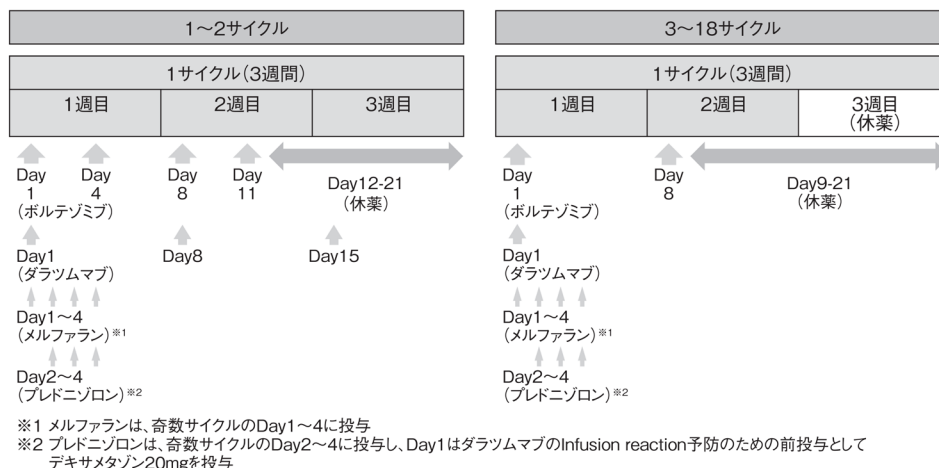 1～2サイクル
1サイクル（3週間）
1週目
2週目
3週目
Day
1
Day
4
Day
8
Day
11
Day12-21
（休薬）
（ボルテゾミブ）
Day1
Day8
Day15
（ダラツムマブ）
Day1～4
（メルファラン）※1
Day2～4
（プレドニゾロン）※2
3～18サイクル
1サイクル（3週間）
1週目
2週目
3週目
（休薬）
Day
1
Day
8
Day9-21
（休薬）
（ボルテゾミブ）
Day1
（ダラツムマブ）
Day1～4
（メルファラン）※1
Day2～4
（プレドニゾロン）※2
※1 メルファランは、奇数サイクルのDay1～4に投与
※2 プレドニゾロンは、奇数サイクルのDay2～4に投与し、Day1はダラツムマブのInfusion reaction予防のための前投与として
デキサメタゾン20mgを投与